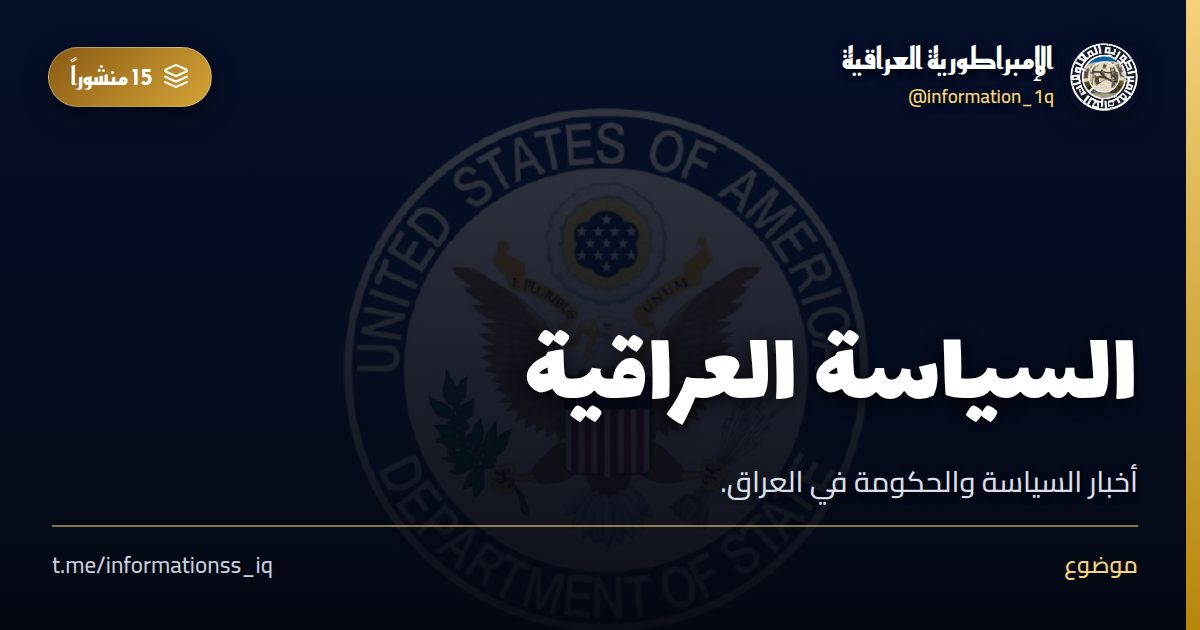 الإمبراطورية العراقية
@information_1q
15 منشوراً
UNITED STATES OF AMERICA
E PLURIBUS UNUM
السياسة العراقية
أخبار السياسة والحكومة في العراق.
DEPARTMENT OF STATE
موضوع
t.me/informationss_iq